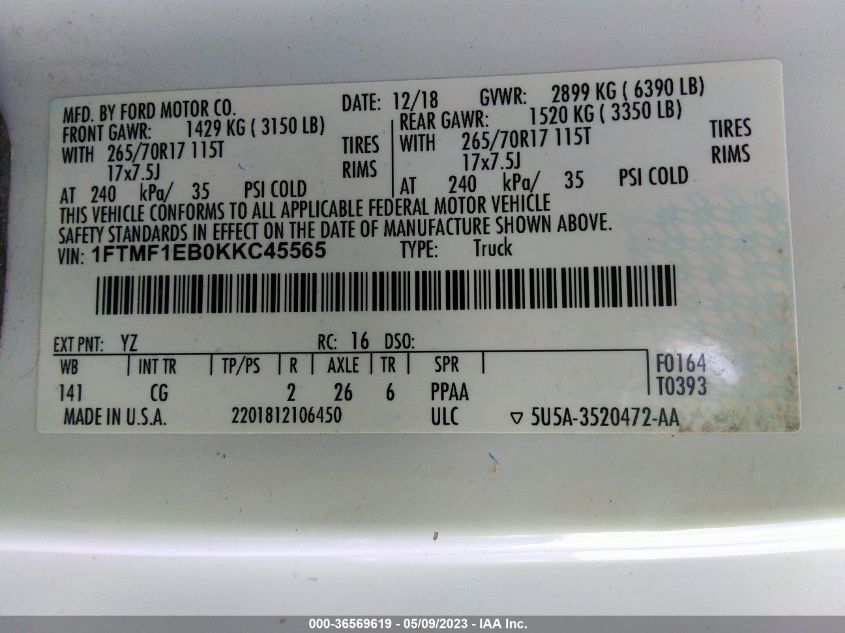 MFD. BY FORD MOTOR CO. DATE: 12/18 GVWR: 2899 KG ( 6390 LB)
FRONT GAWR: 1429 KG ( 3150 LB) REAR GAWR: 1520 KG ( 3350 LB)
WITH 265/70R17 115T TIRES WITH 265/70R17 115T TIRES
17x7.5J RIMS 17x7.5J RIMS
AT 240 kPa/ 35 PSI COLD AT 240 kPa/ 35 PSI COLD
THIS VEHICLE CONFORMS TO ALL APPLICABLE FEDERAL MOTOR VEHICLE
SAFETY STANDARDS IN EFFECT ON THE DATE OF MANUFACTURE SHOWN ABOVE.
VIN: 1FTMF1EB0KKC45565 TYPE: Truck
EXT PNT: YZ RC: 16 DSO:
WB INT TR TP/PS R AXLE TR SPR F0164
141 CG 2 26 6 PPAA T0393
MADE IN U.S.A. 2201812106450 ULC ▽ 5U5A-3520472-AA
000-36569619 - 05/09/2023 - IAA Inc.